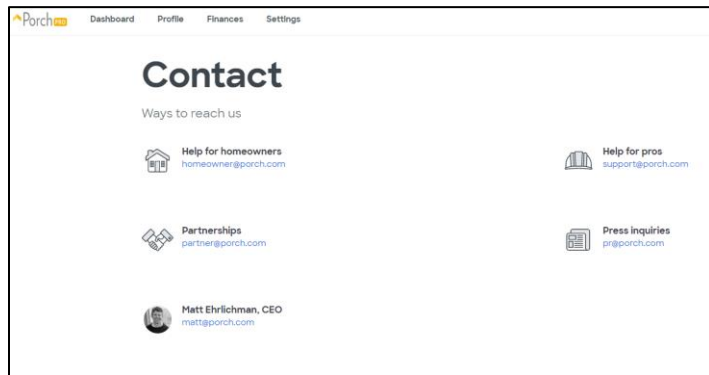 Porch PRO Dashboard Profile Finances Settings
Contact
Ways to reach us
Help for homeowners
homeowner@porch.com
Help for pros
support@porch.com
Partnerships
partner@porch.com
Press inquiries
pr@porch.com
Matt Ehrlichman, CEO
matt@porch.com